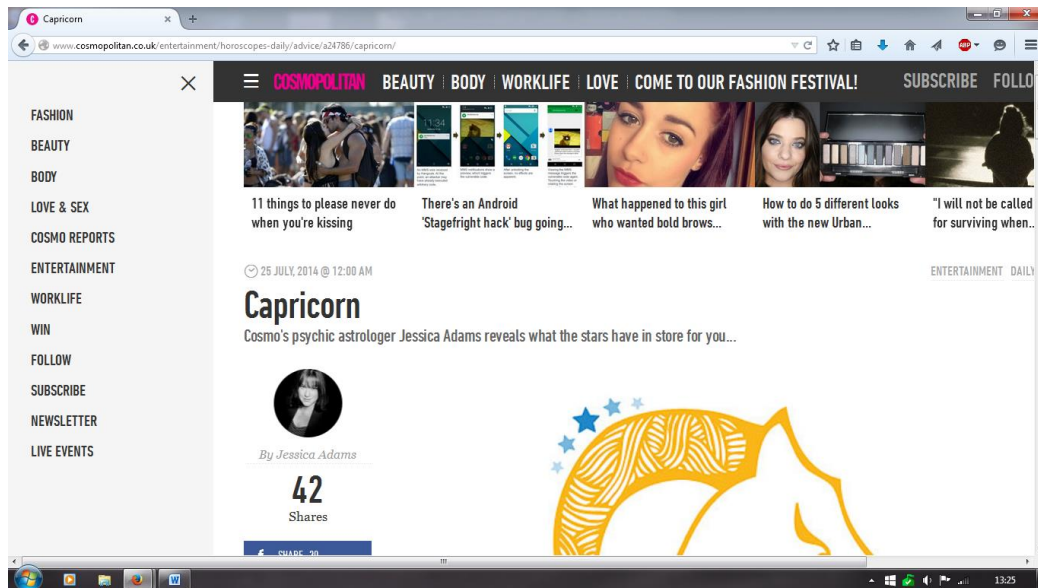 Capricorn
www.cosmopolitan.co.uk/entertainment/horoscopes-daily/advice/a24786/capricorn/
ABP
COSMOPOLITAN BEAUTY BODY WORKLIFE LOVE COME TO OUR FASHION FESTIVAL! SUBSCRIBE FOLLO
FASHION
BEAUTY
BODY
LOVE & SEX
COSMO REPORTS
ENTERTAINMENT
WORKLIFE
WIN
FOLLOW
SUBSCRIBE
NEWSLETTER
LIVE EVENTS
11:34
11 things to please never do
when you're kissing
There's an Android
'Stagefright hack' bug going...
What happened to this girl
who wanted bold brows...
How to do 5 different looks
with the new Urban...
"I will not be called
for surviving when..
25 JULY, 2014 @ 12:00 AM
ENTERTAINMENT DAILY
Capricorn
Cosmo's psychic astrologer Jessica Adams reveals what the stars have in store for you...
By Jessica Adams
42
Shares
SHARE 39
13:25